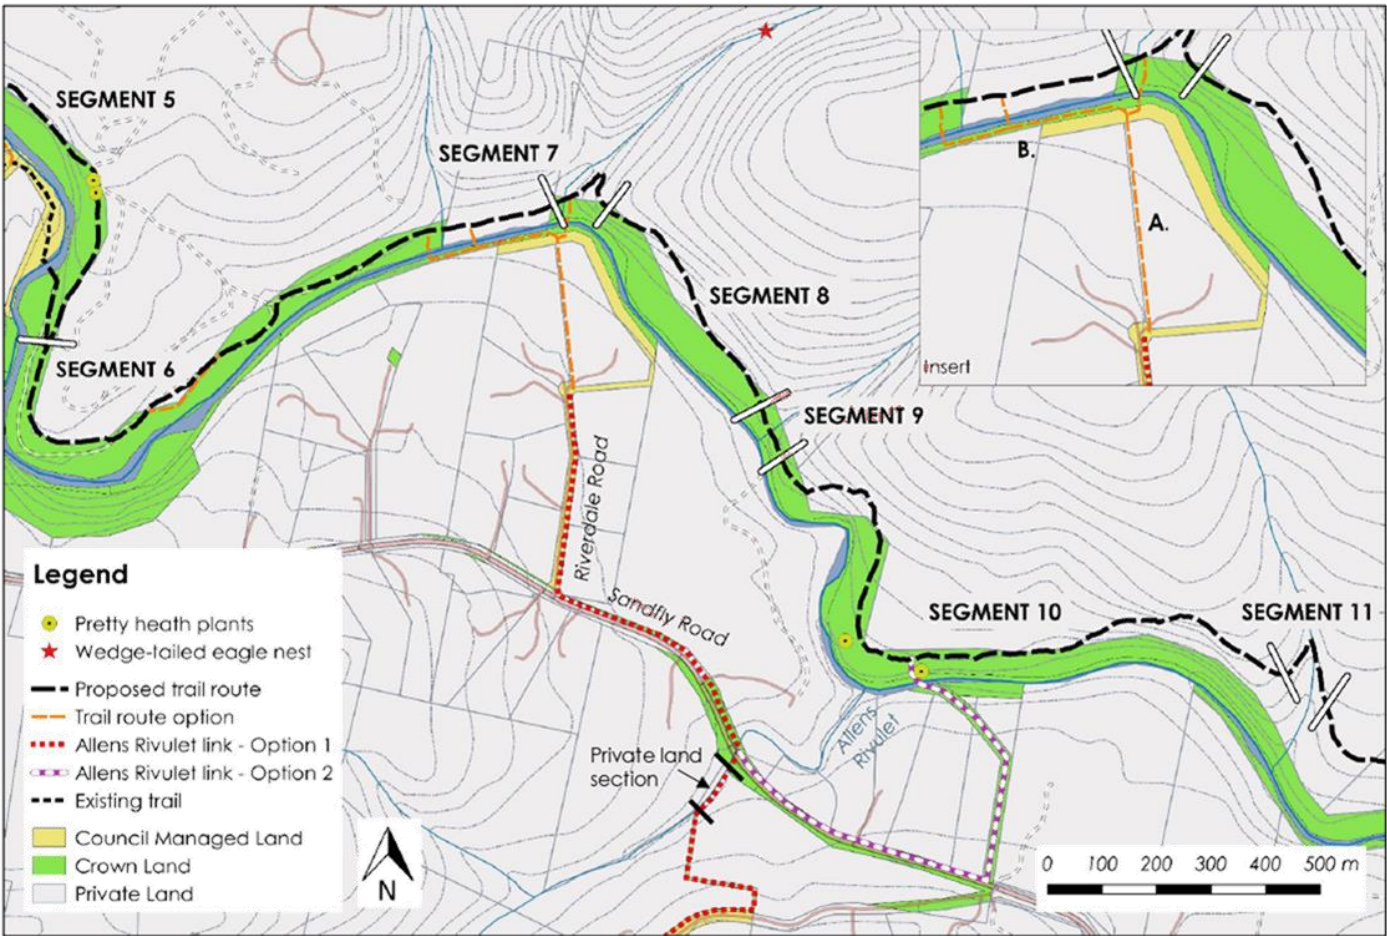 SEGMENT 5
SEGMENT 7
B.
A.
SEGMENT 8
Insert
SEGMENT 6
SEGMENT 9
Riverdale Road
Sandfly Road
SEGMENT 10
SEGMENT 11
Allens
Rivulet
Private land
section
Legend
Pretty heath plants
Wedge-tailed eagle nest
Proposed trail route
Trail route option
Allens Rivulet link - Option 1
Allens Rivulet link - Option 2
Existing trail
Council Managed Land
Crown Land
Private Land
N
0 100 200 300 400 500 m